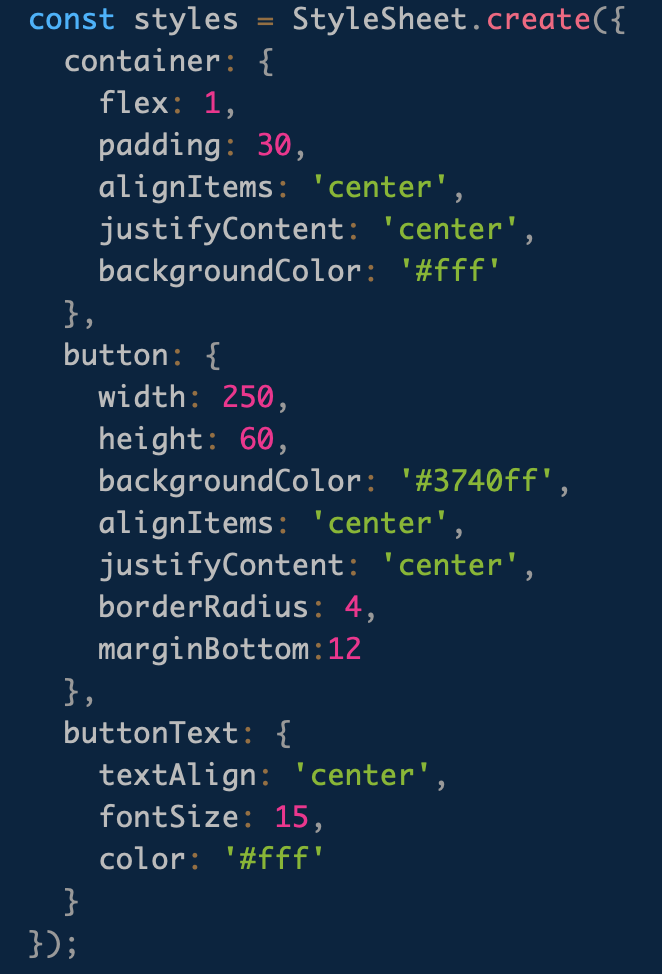 const styles = StyleSheet.create({
  container: {
    flex: 1,
    padding: 30,
    alignItems: 'center',
    justifyContent: 'center',
    backgroundColor: '#fff'
  },
  button: {
    width: 250,
    height: 60,
    backgroundColor: '#3740ff',
    alignItems: 'center',
    justifyContent: 'center',
    borderRadius: 4,
    marginBottom:12
  },
  buttonText: {
    textAlign: 'center',
    fontSize: 15,
    color: '#fff'
  }
});